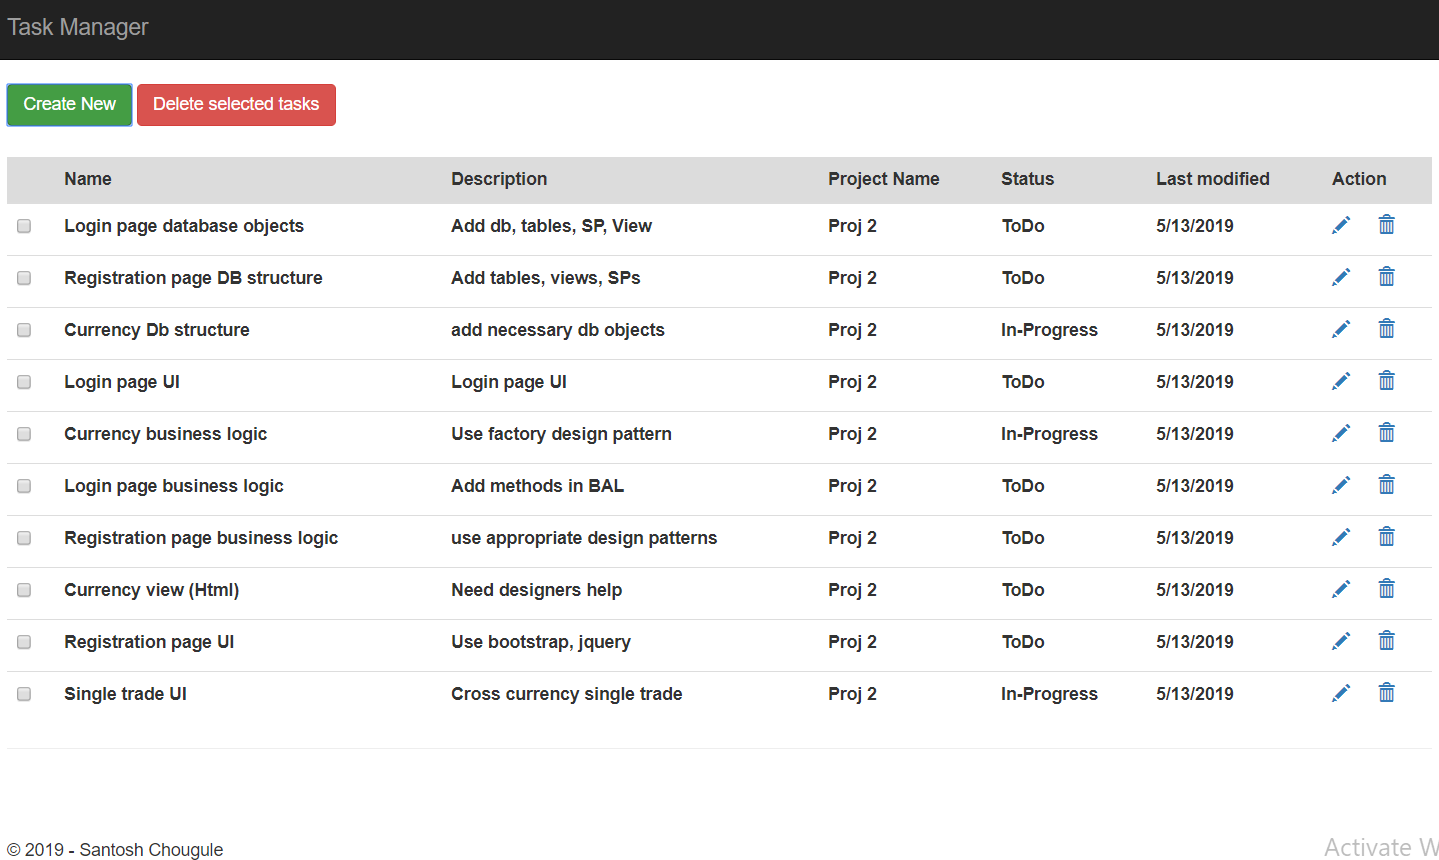 Task Manager
Create New Delete selected tasks
Name Description Project Name Status Last modified Action
Login page database objects Add db, tables, SP, View Proj 2 ToDo 5/13/2019
Registration page DB structure Add tables, views, SPs Proj 2 ToDo 5/13/2019
Currency Db structure add necessary db objects Proj 2 In-Progress 5/13/2019
Login page UI Login page UI Proj 2 ToDo 5/13/2019
Currency business logic Use factory design pattern Proj 2 In-Progress 5/13/2019
Login page business logic Add methods in BAL Proj 2 ToDo 5/13/2019
Registration page business logic use appropriate design patterns Proj 2 ToDo 5/13/2019
Currency view (Html) Need designers help Proj 2 ToDo 5/13/2019
Registration page UI Use bootstrap, jquery Proj 2 ToDo 5/13/2019
Single trade UI Cross currency single trade Proj 2 In-Progress 5/13/2019
© 2019 - Santosh Chougule
Activate W